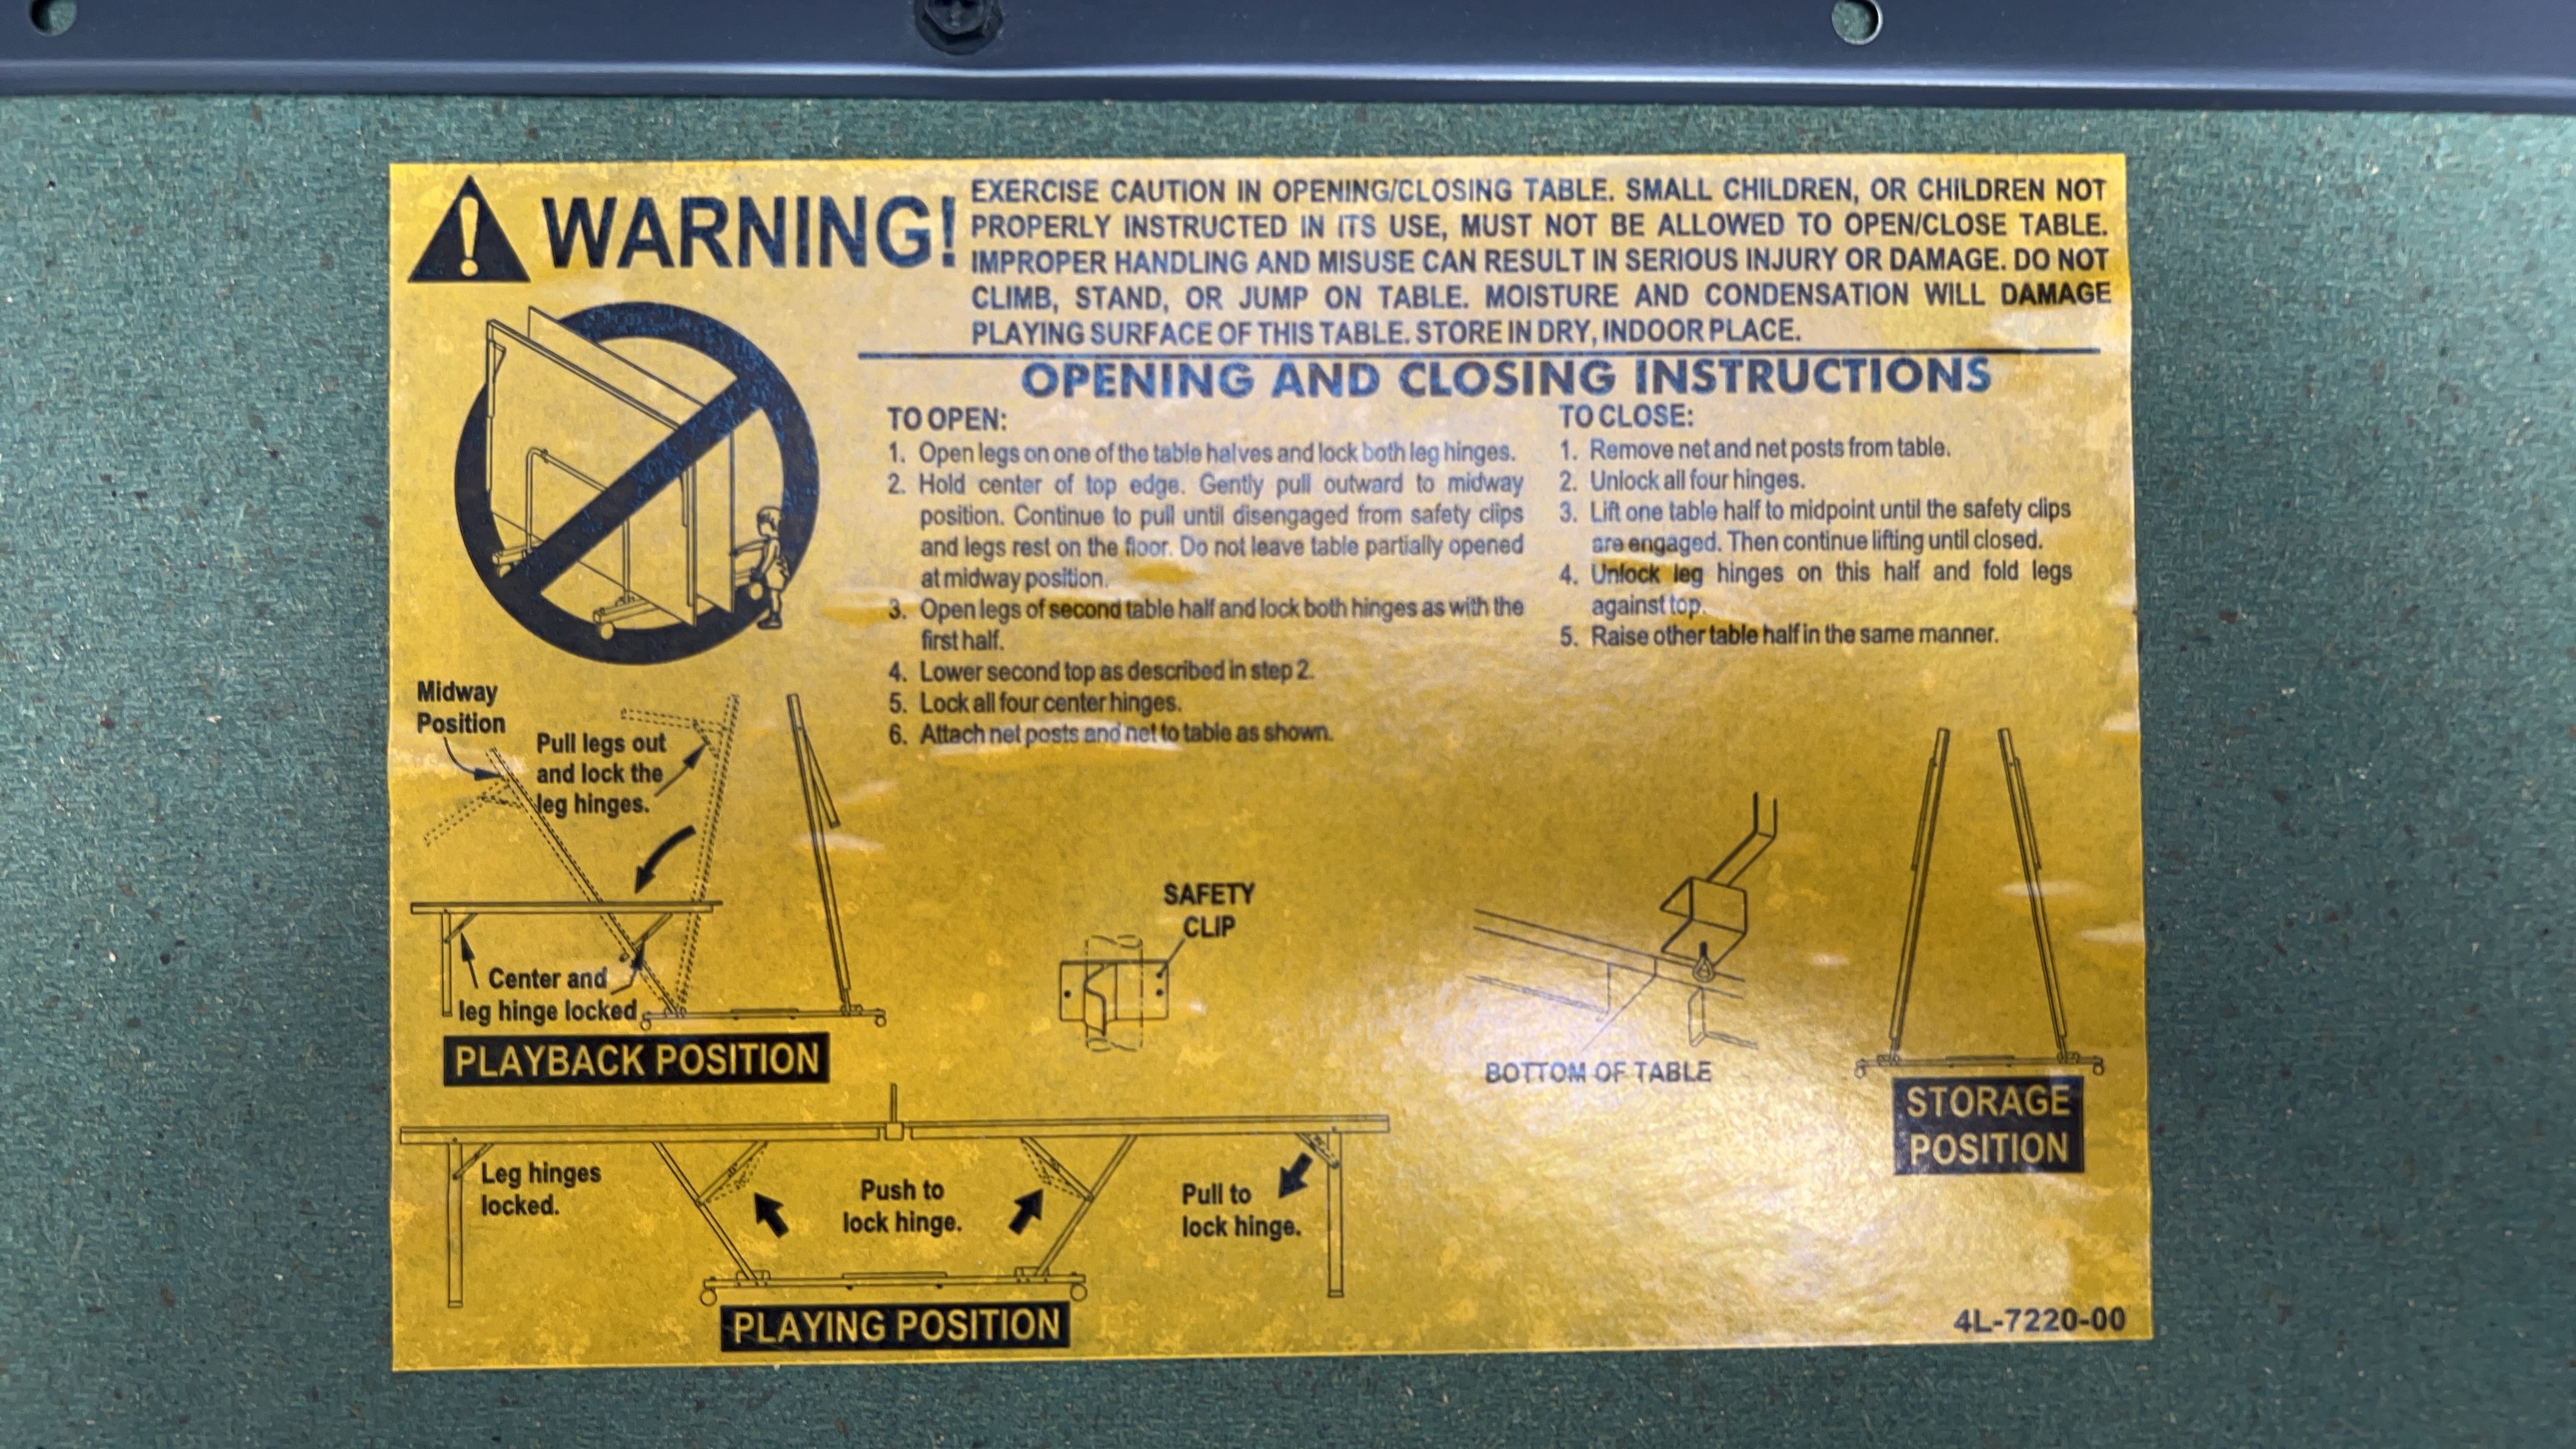 WARNING!
EXERCISE CAUTION IN OPENING/CLOSING TABLE. SMALL CHILDREN, OR CHILDREN NOT
PROPERLY INSTRUCTED IN ITS USE, MUST NOT BE ALLOWED TO OPEN/CLOSE TABLE.
IMPROPER HANDLING AND MISUSE CAN RESULT IN SERIOUS INJURY OR DAMAGE. DO NOT
CLIMB, STAND, OR JUMP ON TABLE. MOISTURE AND CONDENSATION WILL DAMAGE
PLAYING SURFACE OF THIS TABLE. STORE IN DRY, INDOOR PLACE.
OPENING AND CLOSING INSTRUCTIONS
TO OPEN:
1. Open legs on one of the table halves and lock both leg hinges.
2. Hold center of top edge. Gently pull outward to midway
position. Continue to pull until disengaged from safety clips
and legs rest on the floor. Do not leave table partially opened
at midway position.
3. Open legs of second table half and lock both hinges as with the
first half.
4. Lower second top as described in step 2.
5. Lock all four center hinges.
6. Attach net posts and net to table as shown.
TO CLOSE:
1. Remove net and net posts from table.
2. Unlock all four hinges.
3. Lift one table half to midpoint until the safety clips
are engaged. Then continue lifting until closed.
4. Unlock leg hinges on this half and fold legs
against top.
5. Raise other table half in the same manner.
Midway
Position
Pull legs out
and lock the
leg hinges.
Center and
leg hinge locked
PLAYBACK POSITION
SAFETY
CLIP
BOTTOM OF TABLE
STORAGE
POSITION
Leg hinges
locked.
Push to
lock hinge.
Pull to
lock hinge.
PLAYING POSITION
4L-7220-00